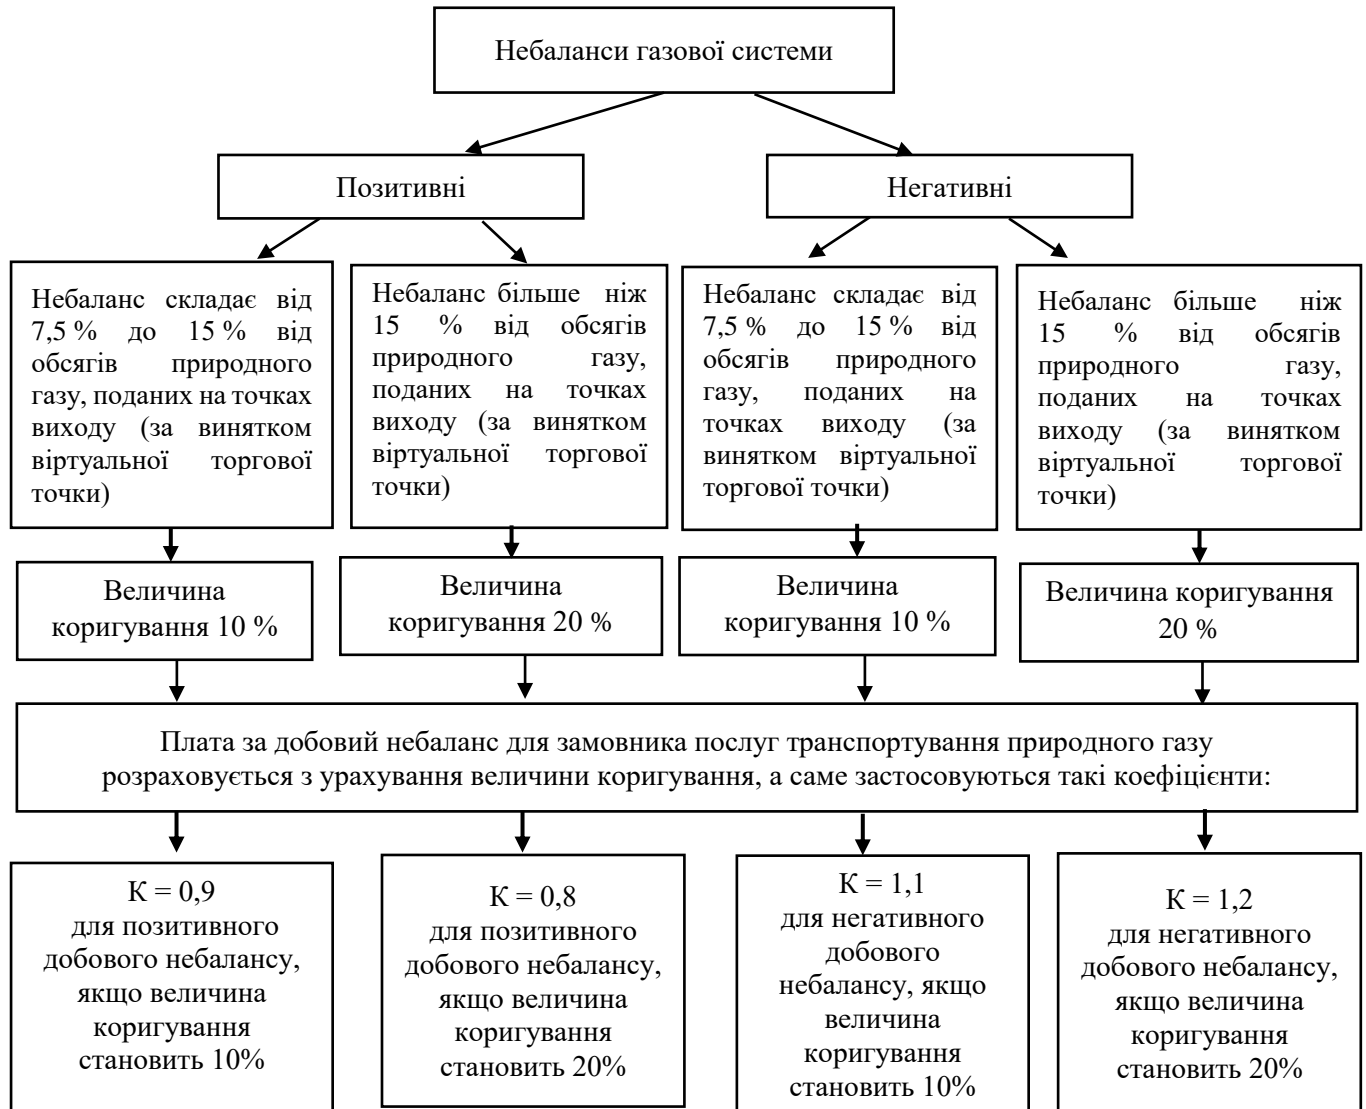 Небаланси газової системи
Позитивні
Негативні
Небаланс складає від
7,5 % до 15 % від
обсягів природного
газу, поданих на точках
виходу (за винятком
віртуальної торгової
точки)
Небаланс більше ніж
15 % від обсягів
природного газу,
поданих на точках
виходу (за винятком
віртуальної торгової
точки)
Небаланс складає від
7,5 % до 15 % від
обсягів природного
газу, поданих на
точках виходу (за
винятком віртуальної
торгової точки)
Небаланс більше ніж
15 % від обсягів
природного газу,
поданих на точках
виходу (за винятком
віртуальної торгової
точки)
Величина
коригування 10 %
Величина
коригування 20 %
Величина
коригування 10 %
Величина коригування
20 %
Плата за добовий небаланс для замовника послуг транспортування природного газу
розраховується з урахування величини коригування, а саме застосовуються такі коефіцієнти:
К = 0,9
для позитивного
добового небалансу,
якщо величина
коригування
становить 10%
К = 0,8
для позитивного
добового небалансу,
якщо величина
коригування
становить 20%
К = 1,1
для негативного
добового
небалансу, якщо
величина
коригування
становить 10%
К = 1,2
для негативного
добового небалансу,
якщо величина
коригування
становить 20%